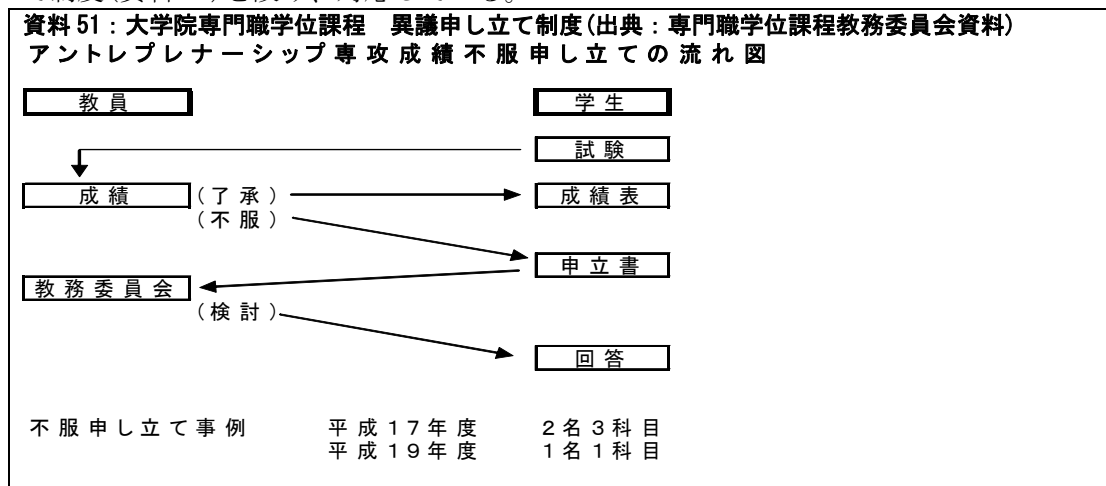 資料51：大学院専門職学位課程　異議申し立て制度(出典：専門職学位課程教務委員会資料)
アントレプレナーシップ専攻成績不服申し立ての流れ図
教員　学生
試験
成績　(了承)　成績表
(不服)
申立書
教務委員会
(検討)
回答
不服申し立て事例　平成17年度　2名3科目
平成19年度　1名1科目